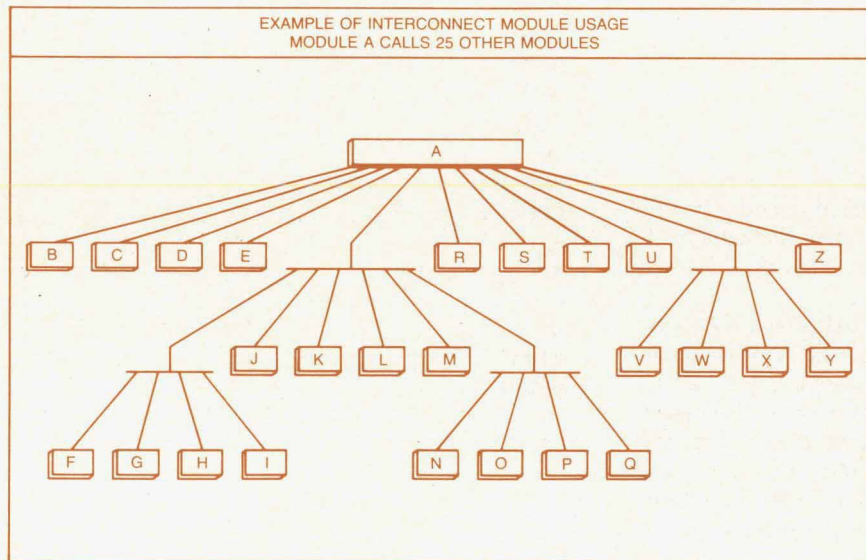 EXAMPLE OF INTERCONNECT MODULE USAGE
MODULE A CALLS 25 OTHER MODULES
A
B C D E R S T U Z
J K L M V W X Y
F G H I N O P Q